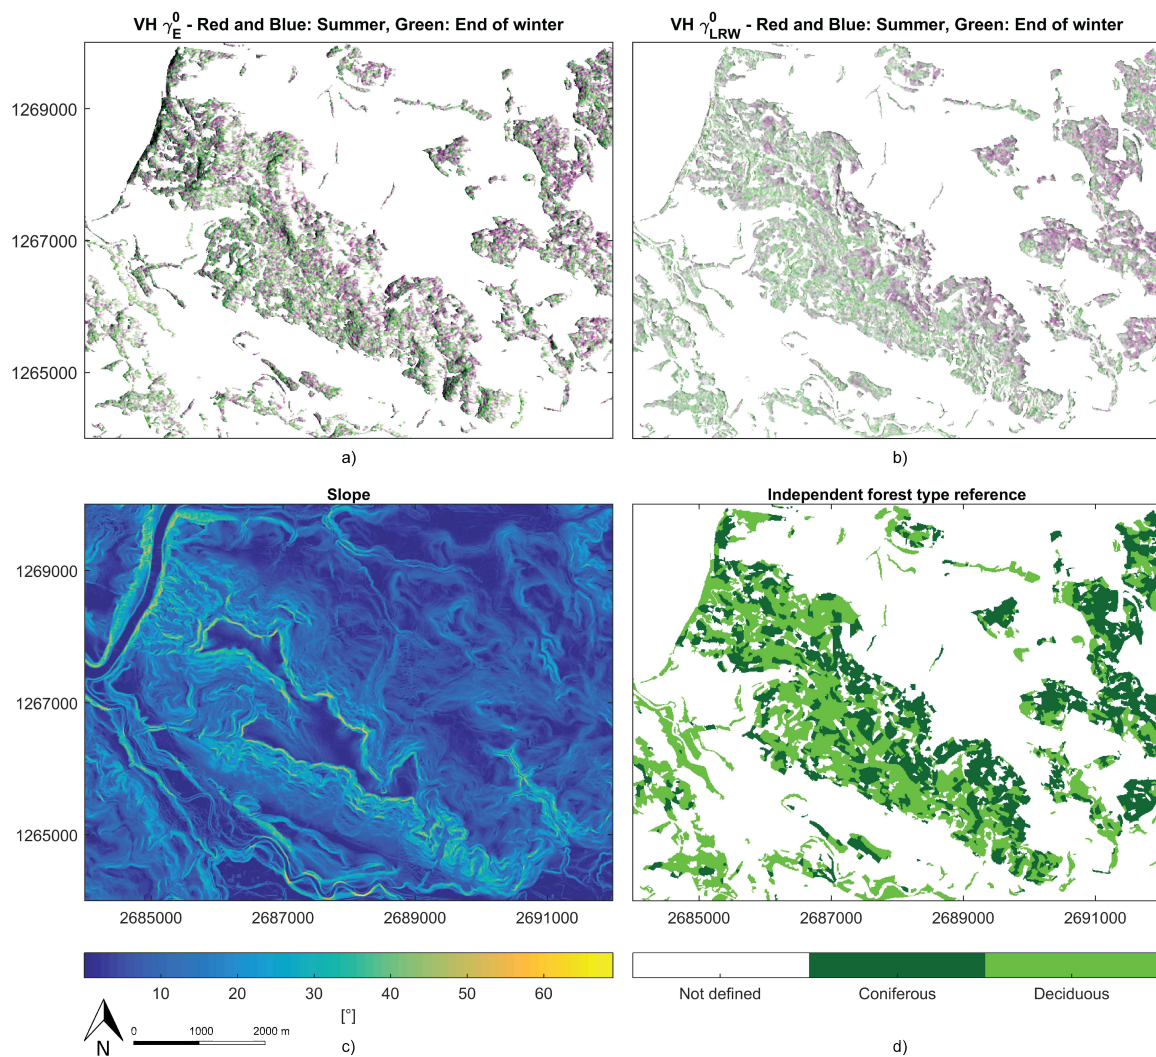 VH γ⁰_E - Red and Blue: Summer, Green: End of winter
VH γ⁰_LRW - Red and Blue: Summer, Green: End of winter
1269000
1267000
1265000
a)
b)
Slope
Independent forest type reference
1269000
1267000
1265000
2685000 2687000 2689000 2691000
2685000 2687000 2689000 2691000
10 20 30 40 50 60
[°]
Not defined Coniferous Deciduous
0 1000 2000 m
N
c)
d)